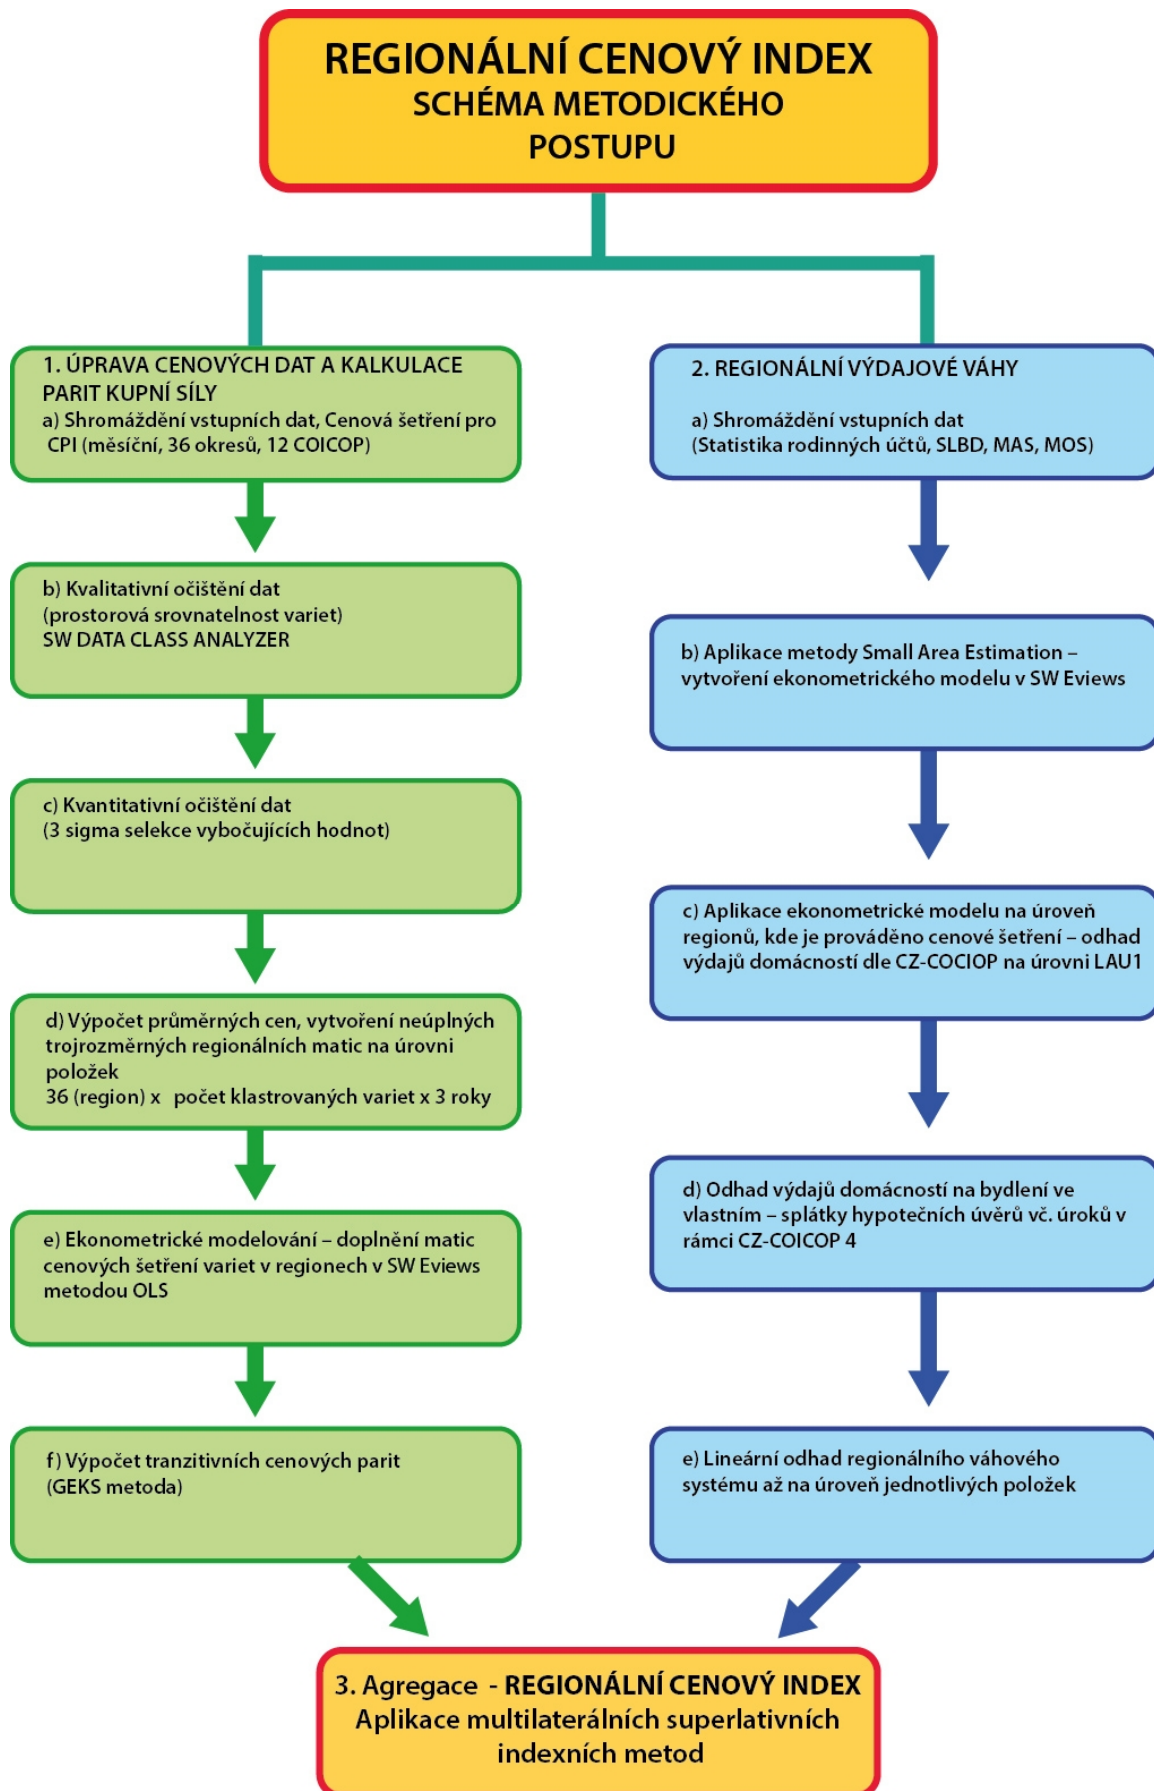 REGIONÁLNÍ CENOVÝ INDEX
SCHÉMA METODICKÉHO
POSTUPU
1. ÚPRAVA CENOVÝCH DAT A KALKULACE
PARIT KUPNÍ SÍLY
a) Shromáždění vstupních dat, Cenová šetření pro
CPI (měsíční, 36 okresů, 12 COICOP)
b) Kvalitativní očištění dat
(prostorová srovnatelnost variet)
SW DATA CLASS ANALYZER
c) Kvantitativní očištění dat
(3 sigma selekce vybočujících hodnot)
d) Výpočet průměrných cen, vytvoření neúplných
trojrozměrných regionálních matic na úrovni
položek
36 (region) x počet klastrovaných variet x 3 roky
e) Ekonometrické modelování – doplnění matic
cenových šetření variet v regionech v SW Eviews
metodou OLS
f) Výpočet tranzitivních cenových parit
(GEKS metoda)
2. REGIONÁLNÍ VÝDAJOVÉ VÁHY
a) Shromáždění vstupních dat
(Statistika rodinných účtů, SLBD, MAS, MOS)
b) Aplikace metody Small Area Estimation –
vytvoření ekonometrického modelu v SW Eviews
c) Aplikace ekonometrické modelu na úroveň
regionů, kde je prováděno cenové šetření – odhad
výdajů domácností dle CZ-COCIOP na úrovni LAU1
d) Odhad výdajů domácností na bydlení ve
vlastním – splátky hypotečních úvěrů vč. úroků v
rámci CZ-COICOP 4
e) Lineární odhad regionálního váhového
systému až na úroveň jednotlivých položek
3. Agregace - REGIONÁLNÍ CENOVÝ INDEX
Aplikace multilaterálních superlativních
indexních metod